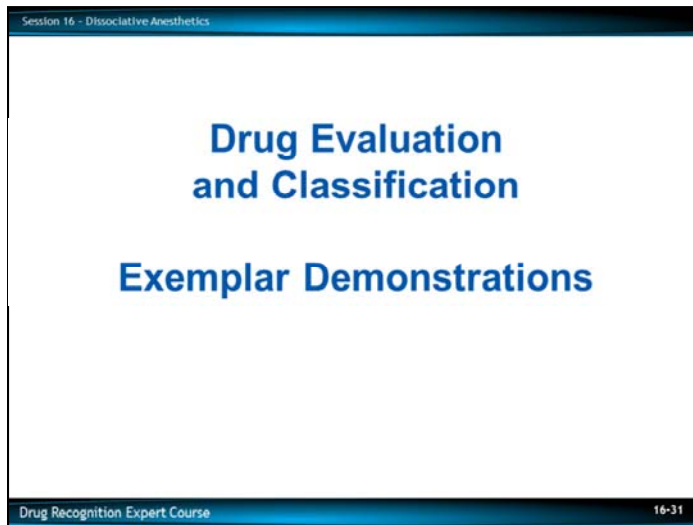 Session 16 - Dissociative Anesthetics
Drug Evaluation
and Classification
Exemplar Demonstrations
Drug Recognition Expert Course
16-31